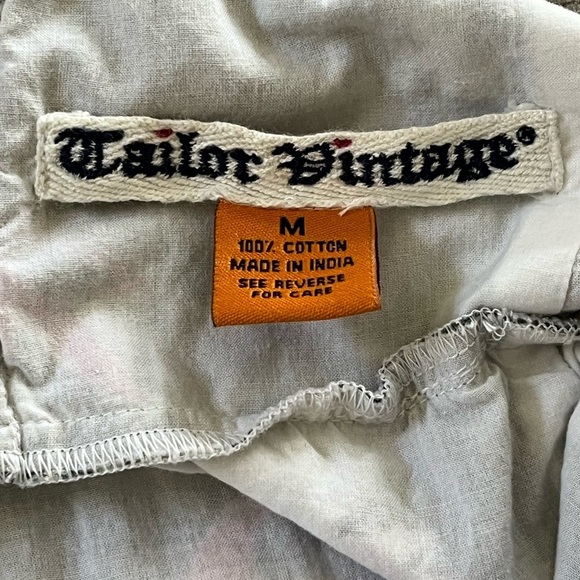 Tailor Vintage®
M
100% COTTON
MADE IN INDIA
SEE REVERSE
FOR CARE